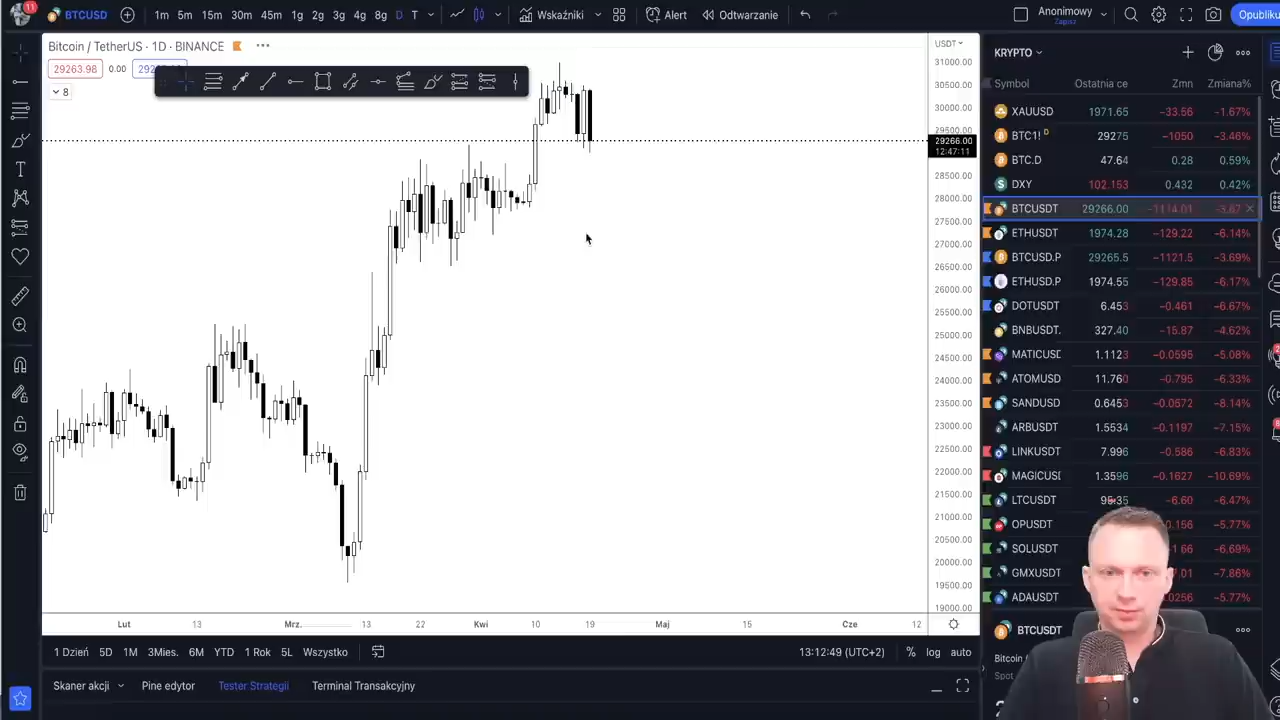 11
BTCUSD
1m 5m 15m 30m 45m 1g 2g 3g 4g 8g D T
Wskaźniki
Alert
Odtwarzanie
Anonimowy
Zapisz
Opubliku
Bitcoin / TetherUS · 1D · BINANCE
29263.98 0.00
8
USDT
31000.00
30500.00
30000.00
29500.00
29266.00
12:47:11
28500.00
28000.00
27500.00
27000.00
26500.00
26000.00
25500.00
25000.00
24500.00
24000.00
23500.00
23000.00
22500.00
22000.00
21500.00
21000.00
20500.00
20000.00
19500.00
19000.00
Lut 13 Mrz. 13 22 Kwi 10 19 Maj 15 Cze 12
1 Dzień 5D 1M 3Mies. 6M YTD 1 Rok 5L Wszystko
13:12:49 (UTC+2) % log auto
Skaner akcji Pine edytor Tester Strategii Terminal Transakcyjny
KRYPTO
Symbol Ostatnia ce Zmn Zmiana%
XAUUSD 1971.65 −33.56 −1.67%
BTC1! D 29275 −1050 −3.46%
BTC.D 47.64 0.28 0.59%
DXY 102.153 0.432 0.42%
BTCUSDT 29266.00 −1114.01 −3.67
ETHUSDT 1974.28 −129.22 −6.14%
BTCUSD.P 29265.5 −1121.5 −3.69%
ETHUSD.P 1974.55 −129.85 −6.17%
DOTUSDT 6.453 −0.461 −6.67%
BNBUSDT. 327.40 −15.87 −4.62%
MATICUSD 1.1123 −0.0595 −5.08%
ATOMUSD 11.760 −0.795 −6.33%
SANDUSD 0.6453 −0.0572 −8.14%
ARBUSDT 1.5534 −0.1197 −7.15%
LINKUSDT 7.996 −0.586 −6.83%
MAGICUSD 1.3596 −0.1627 −10.69%
LTCUSDT 95.35 −6.60 −6.47%
OPUSDT 0.156 −5.77%
SOLUSDT −6.69%
GMXUSDT −7.86%
ADAUSDT 0256 −5.77%
BTCUSDT
Bitcoin /
Spot